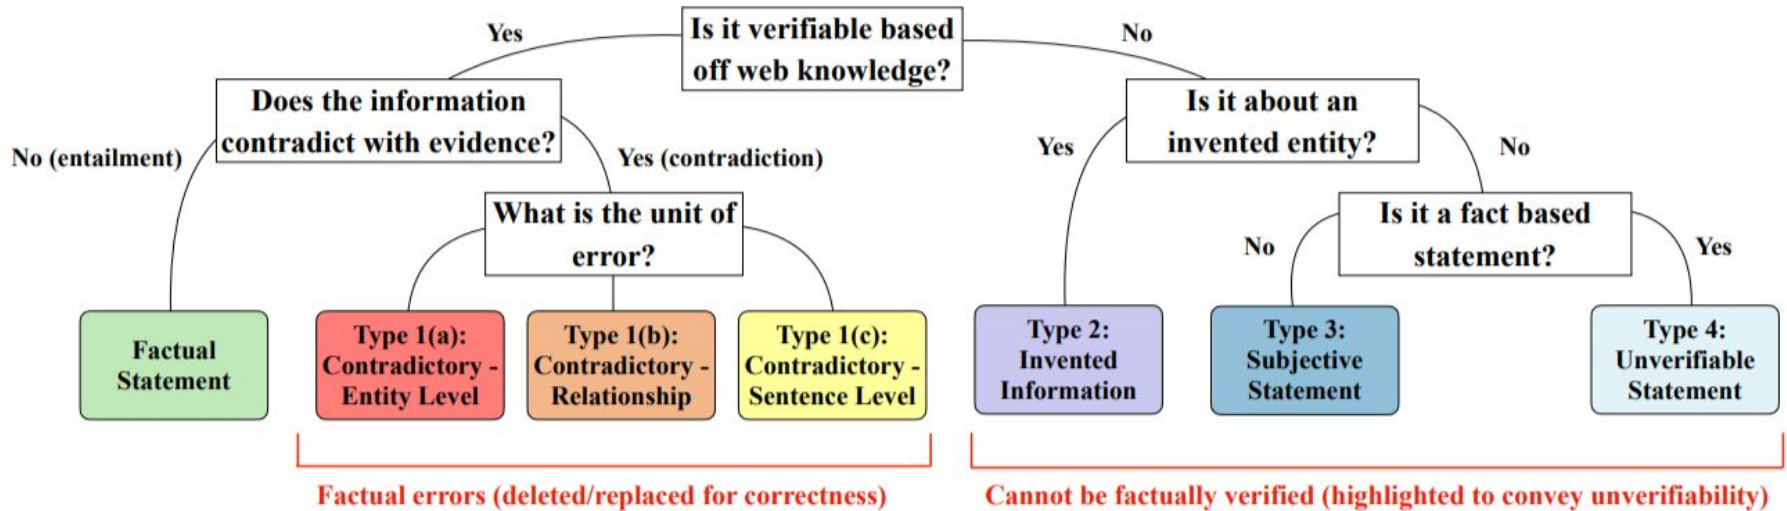 Is it verifiable based
off web knowledge?
Yes
No
Does the information
contradict with evidence?
Is it about an
invented entity?
No (entailment)
Yes (contradiction)
Yes
No
What is the unit of
error?
Is it a fact based
statement?
No
Yes
Factual
Statement
Type 1(a):
Contradictory -
Entity Level
Type 1(b):
Contradictory -
Relationship
Type 1(c):
Contradictory -
Sentence Level
Type 2:
Invented
Information
Type 3:
Subjective
Statement
Type 4:
Unverifiable
Statement
Factual errors (deleted/replaced for correctness)
Cannot be factually verified (highlighted to convey unverifiability)